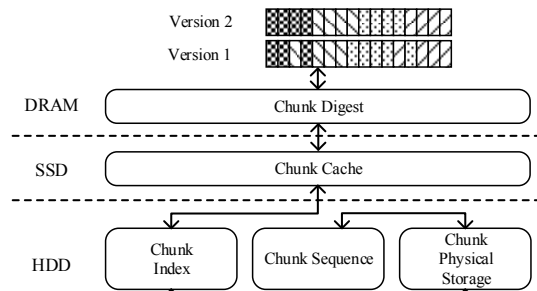 Version 2
Version 1
DRAM
Chunk Digest
SSD
Chunk Cache
HDD
Chunk
Index
Chunk Sequence
Chunk
Physical
Storage